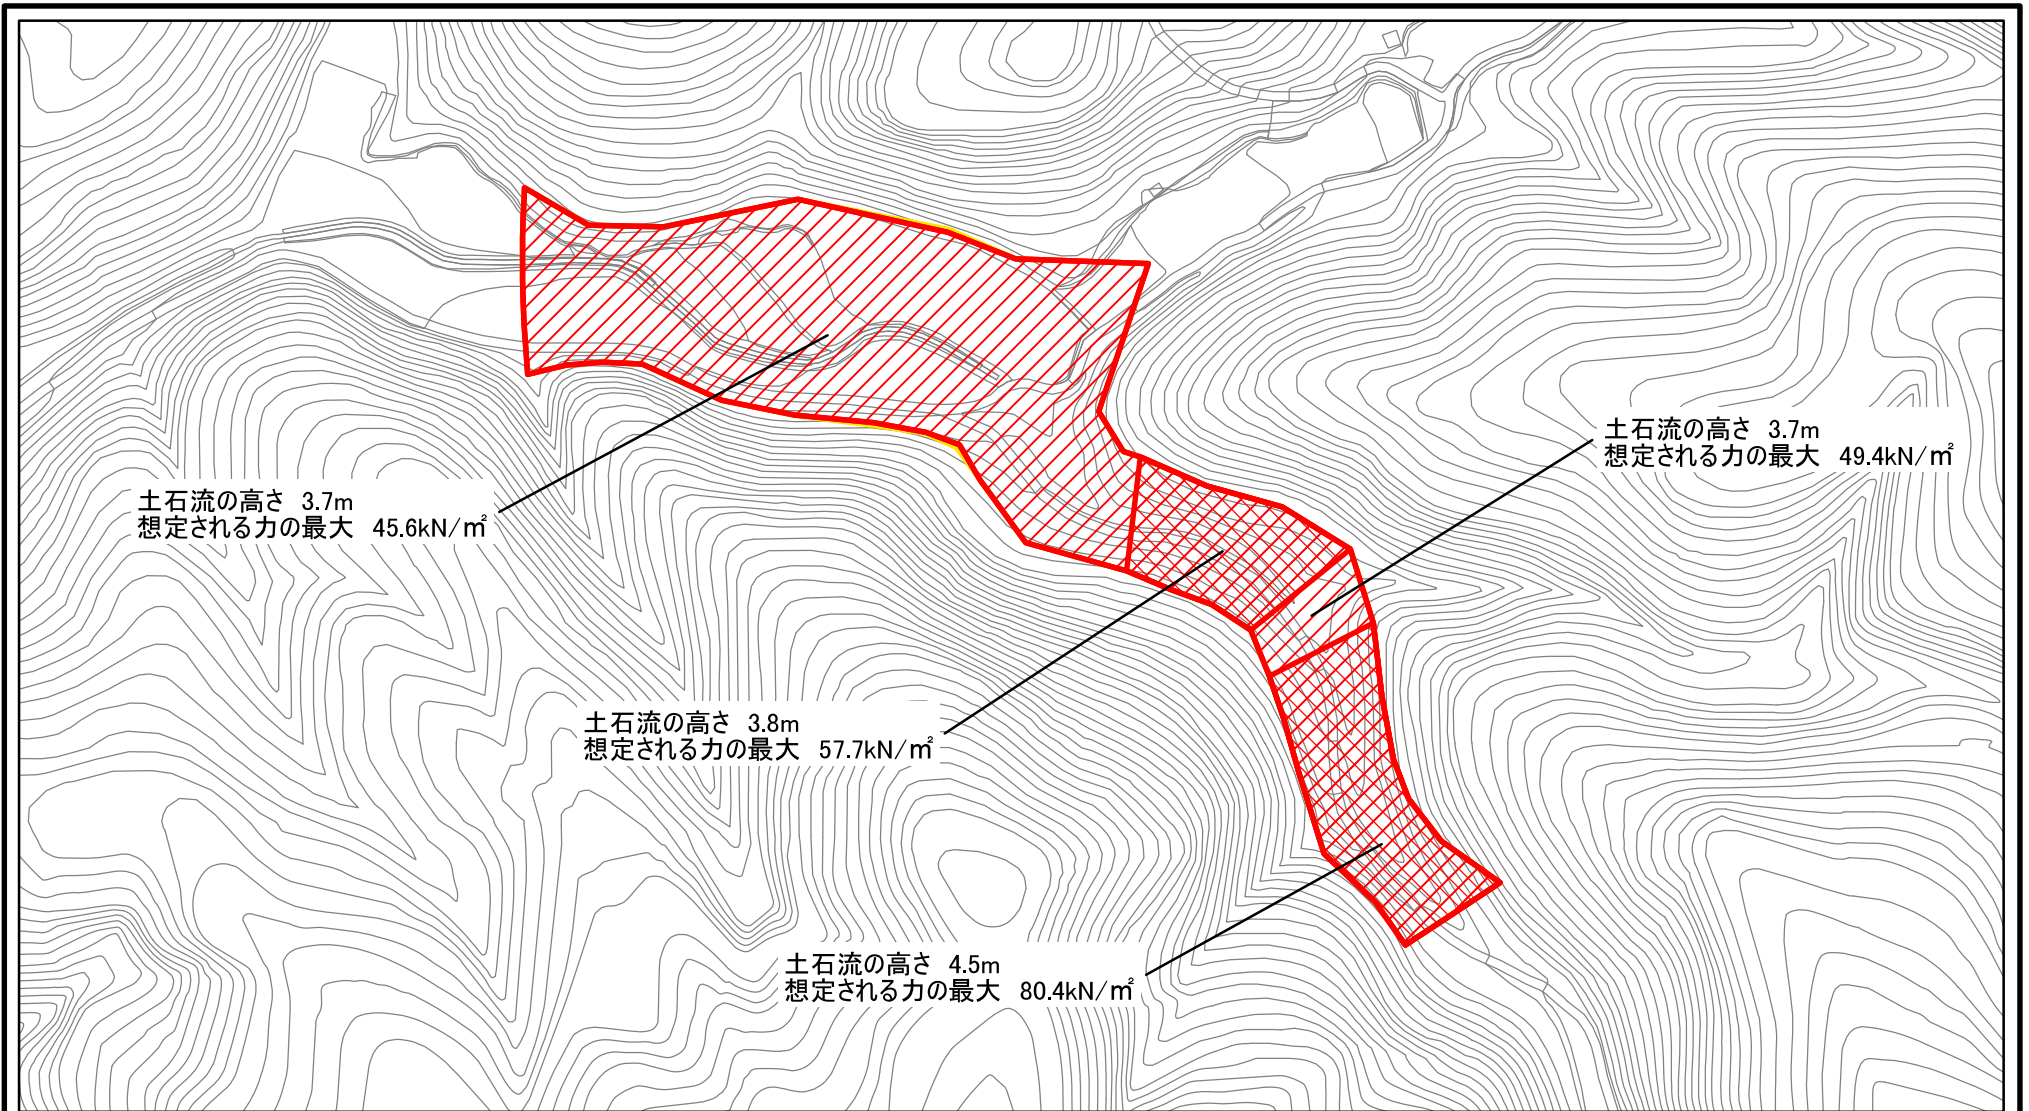 土石流の高さ 3.7m
想定される力の最大 49.4kN/㎡
土石流の高さ 3.7m
想定される力の最大 45.6kN/㎡
土石流の高さ 3.8m
想定される力の最大 57.7kN/㎡
土石流の高さ 4.5m
想定される力の最大 80.4kN/㎡